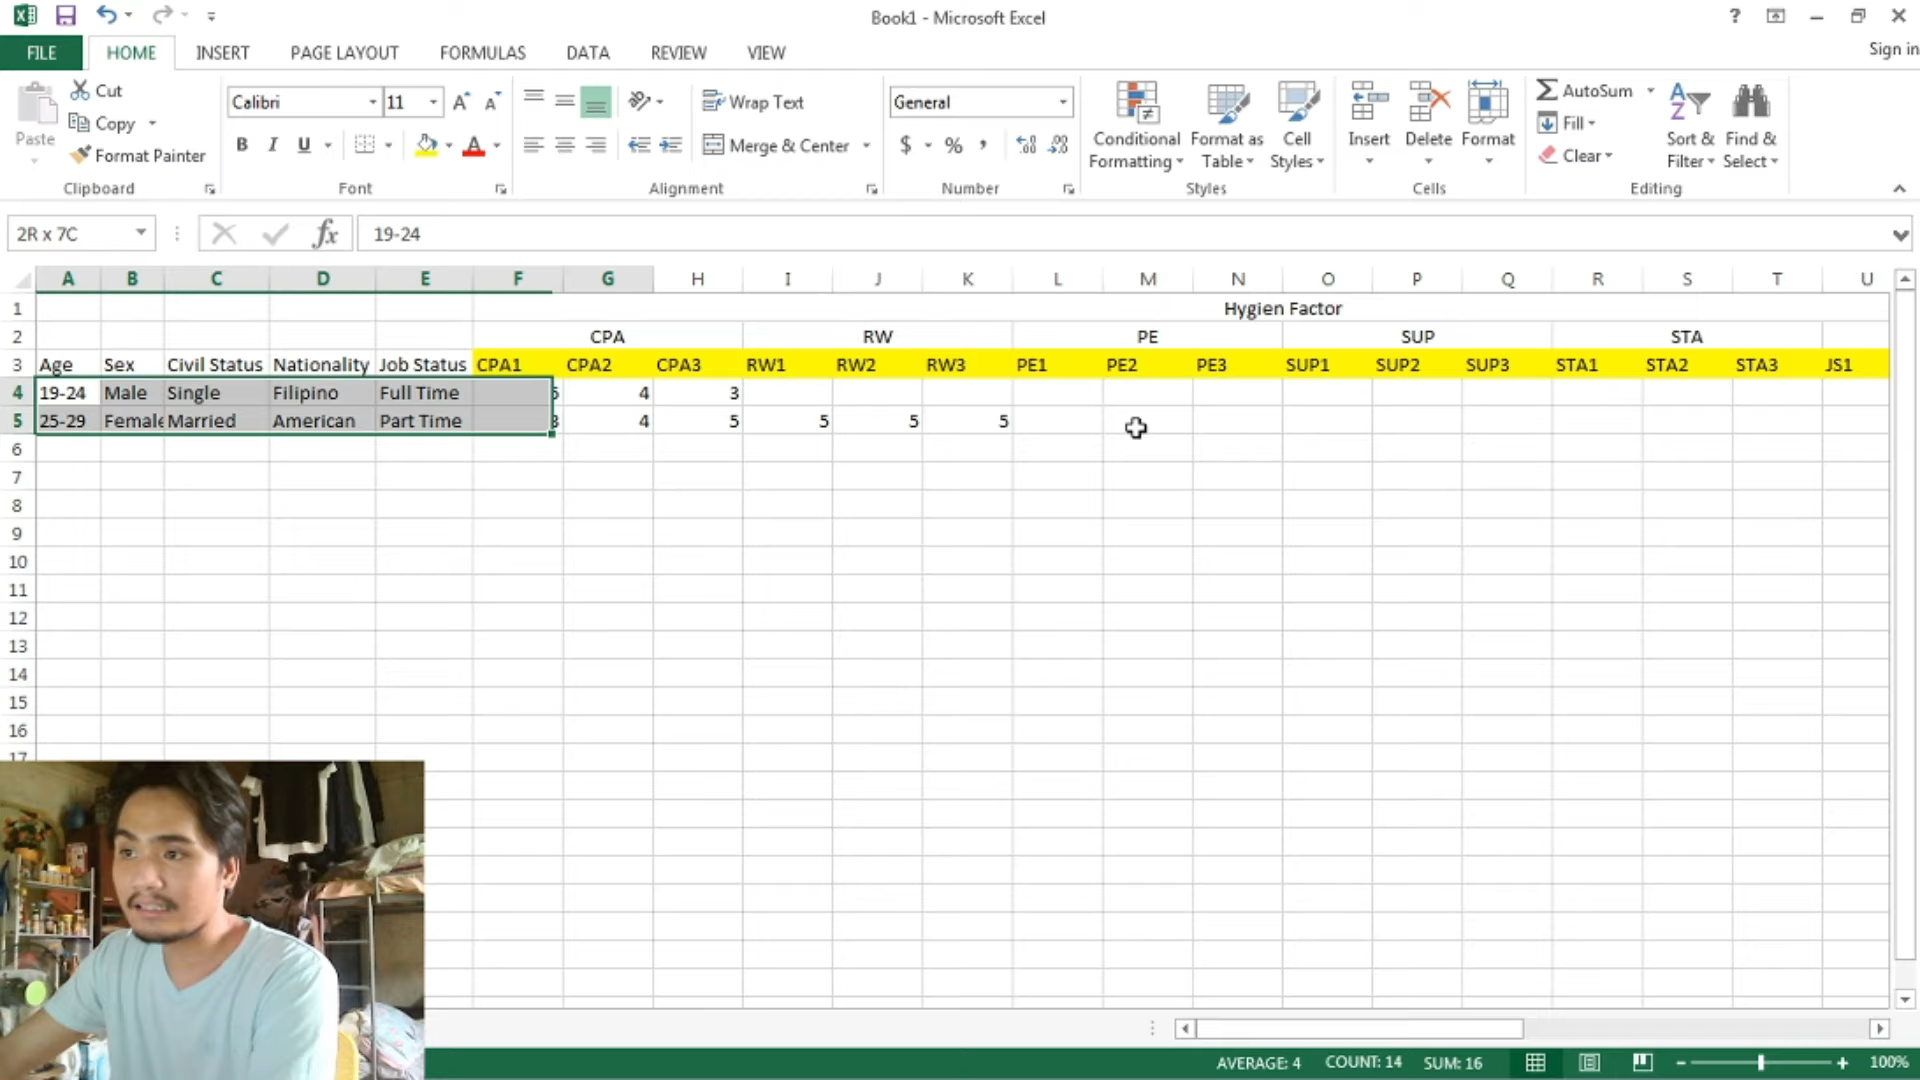 Book1 - Microsoft Excel
?
Sign in
FILE HOME INSERT PAGE LAYOUT FORMULAS DATA REVIEW VIEW
Paste
Cut
Copy
Format Painter
Clipboard
Calibri 11
B I U
Font
Wrap Text
Merge & Center
Alignment
General
$ % ,
Number
Conditional Formatting
Format as Table
Cell Styles
Styles
Insert
Delete
Format
Cells
AutoSum
Fill
Clear
Sort & Filter
Find & Select
Editing
2R x 7C fx 19-24
A B C D E F G H I J K L M N O P Q R S T U
1 Hygien Factor
2 CPA RW PE SUP STA
3 Age Sex Civil Status Nationality Job Status CPA1 CPA2 CPA3 RW1 RW2 RW3 PE1 PE2 PE3 SUP1 SUP2 SUP3 STA1 STA2 STA3 JS1
4 19-24 Male Single Filipino Full Time 4 3
5 25-29 Female Married American Part Time 4 5 5 5 5
6
7
8
9
10
11
12
13
14
15
16
17
AVERAGE: 4 COUNT: 14 SUM: 16 100%